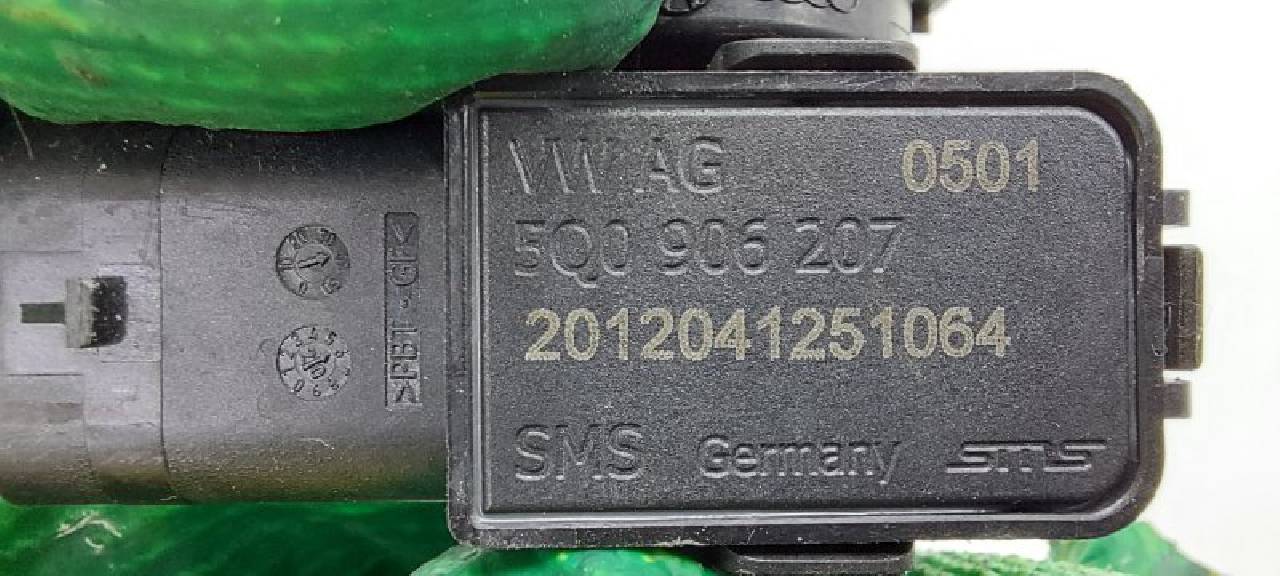 VW AG 0501
5Q0 906 207
2012041251064
SMS Germany SMS
>PBT-GF<